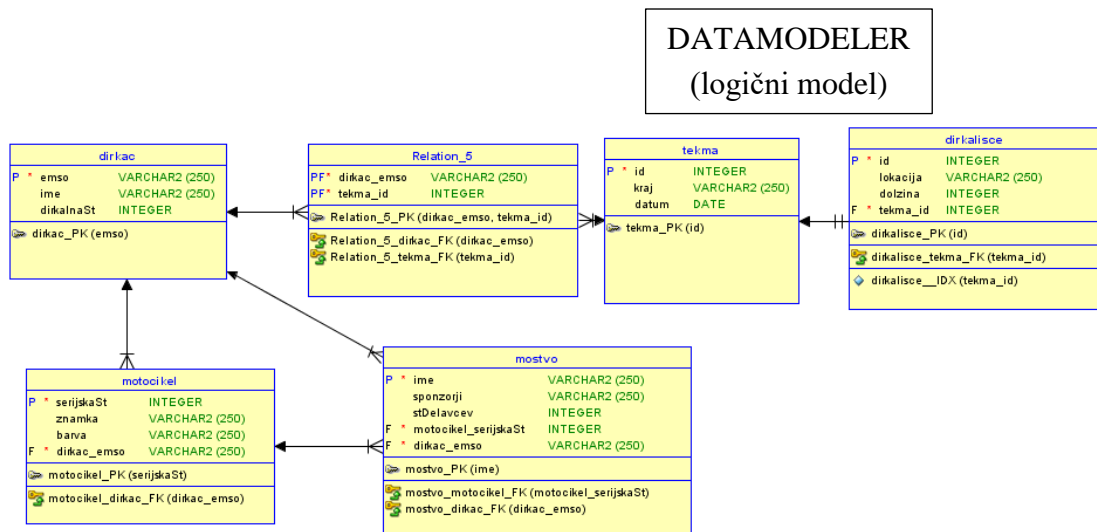 DATAMODELER
(logični model)
dirkac
P * emso VARCHAR2 (250)
ime VARCHAR2 (250)
dirkalnaSt INTEGER
dirkac_PK (emso)
Relation_5
PF* dirkac_emso VARCHAR2 (250)
PF* tekma_id INTEGER
Relation_5_PK (dirkac_emso, tekma_id)
Relation_5_dirkac_FK (dirkac_emso)
Relation_5_tekma_FK (tekma_id)
tekma
P * id INTEGER
kraj VARCHAR2 (250)
datum DATE
tekma_PK (id)
dirkalisce
P * id INTEGER
lokacija VARCHAR2 (250)
dolzina INTEGER
F * tekma_id INTEGER
dirkalisce_PK (id)
dirkalisce_tekma_FK (tekma_id)
dirkalisce__IDX (tekma_id)
motocikel
P * serijskaSt INTEGER
znamka VARCHAR2 (250)
barva VARCHAR2 (250)
F * dirkac_emso VARCHAR2 (250)
motocikel_PK (serijskaSt)
motocikel_dirkac_FK (dirkac_emso)
mostvo
P * ime VARCHAR2 (250)
sponzorji VARCHAR2 (250)
stDelavcev INTEGER
F * motocikel_serijskaSt INTEGER
F * dirkac_emso VARCHAR2 (250)
mostvo_PK (ime)
mostvo_motocikel_FK (motocikel_serijskaSt)
mostvo_dirkac_FK (dirkac_emso)